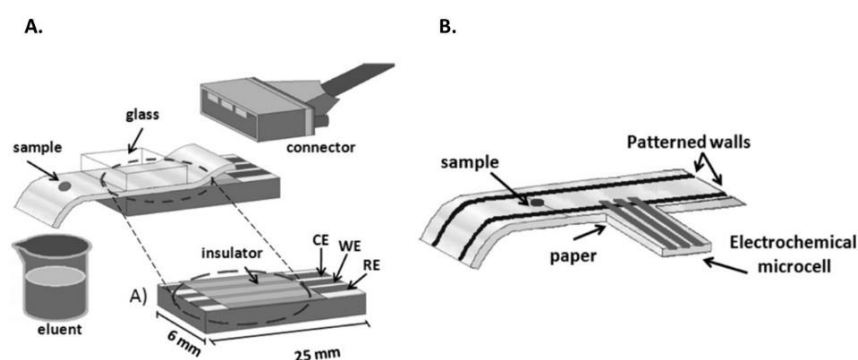 A.
B.
glass
sample
connector
eluent
insulator
CE
WE
RE
A)
6 mm
25 mm
sample
Patterned walls
paper
Electrochemical
microcell